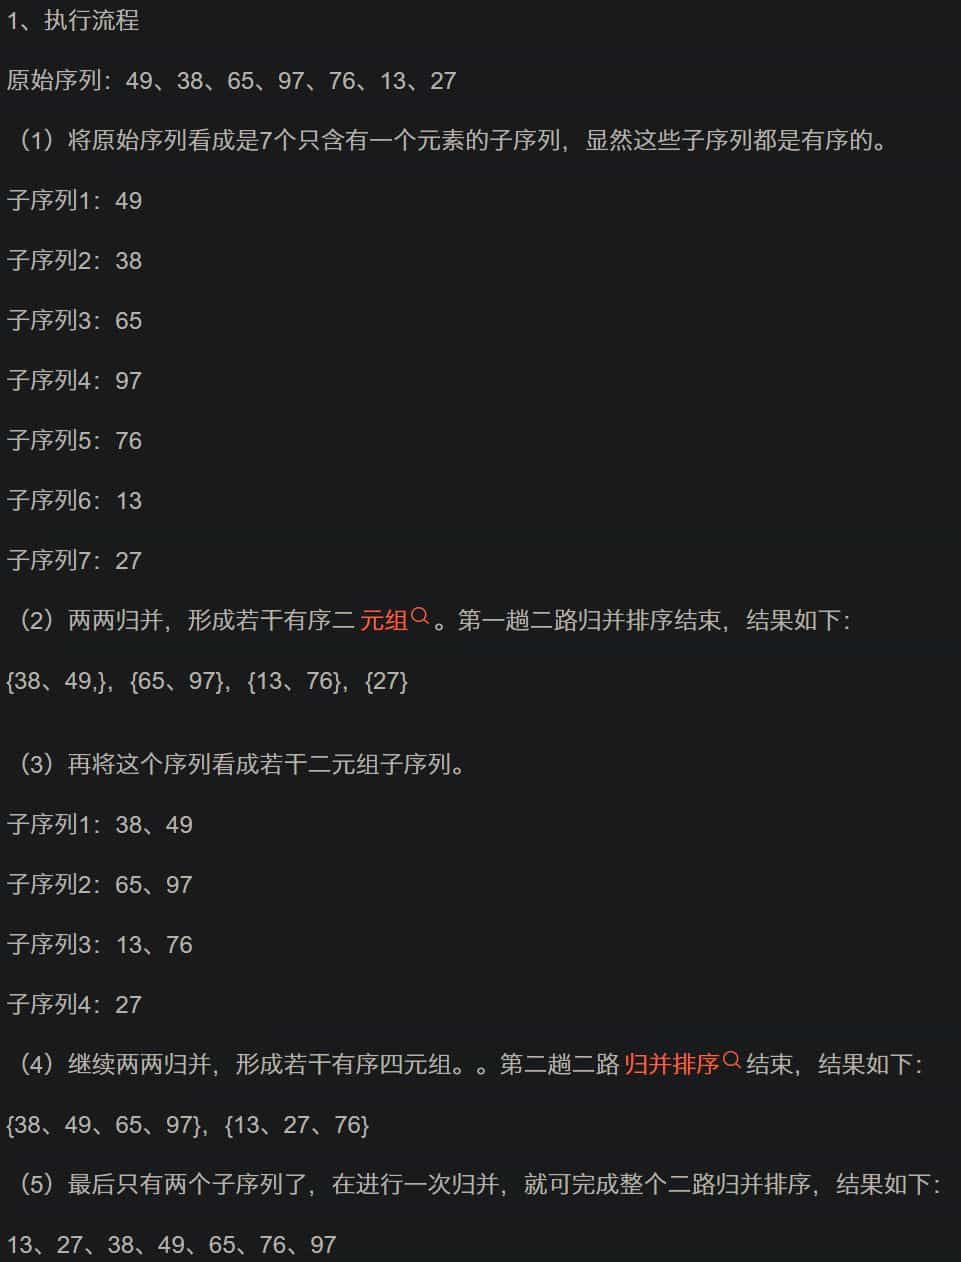 1、执行流程
原始序列：49、38、65、97、76、13、27
（1）将原始序列看成是7个只含有一个元素的子序列，显然这些子序列都是有序的。
子序列1：49
子序列2：38
子序列3：65
子序列4：97
子序列5：76
子序列6：13
子序列7：27
（2）两两归并，形成若干有序二 元组 。第一趟二路归并排序结束，结果如下：
{38、49,}，{65、97}，{13、76}，{27}
（3）再将这个序列看成若干二元组子序列。
子序列1：38、49
子序列2：65、97
子序列3：13、76
子序列4：27
（4）继续两两归并，形成若干有序四元组。。第二趟二路 归并排序 结束，结果如下：
{38、49、65、97}，{13、27、76}
（5）最后只有两个子序列了，在进行一次归并，就可完成整个二路归并排序，结果如下：
13、27、38、49、65、76、97